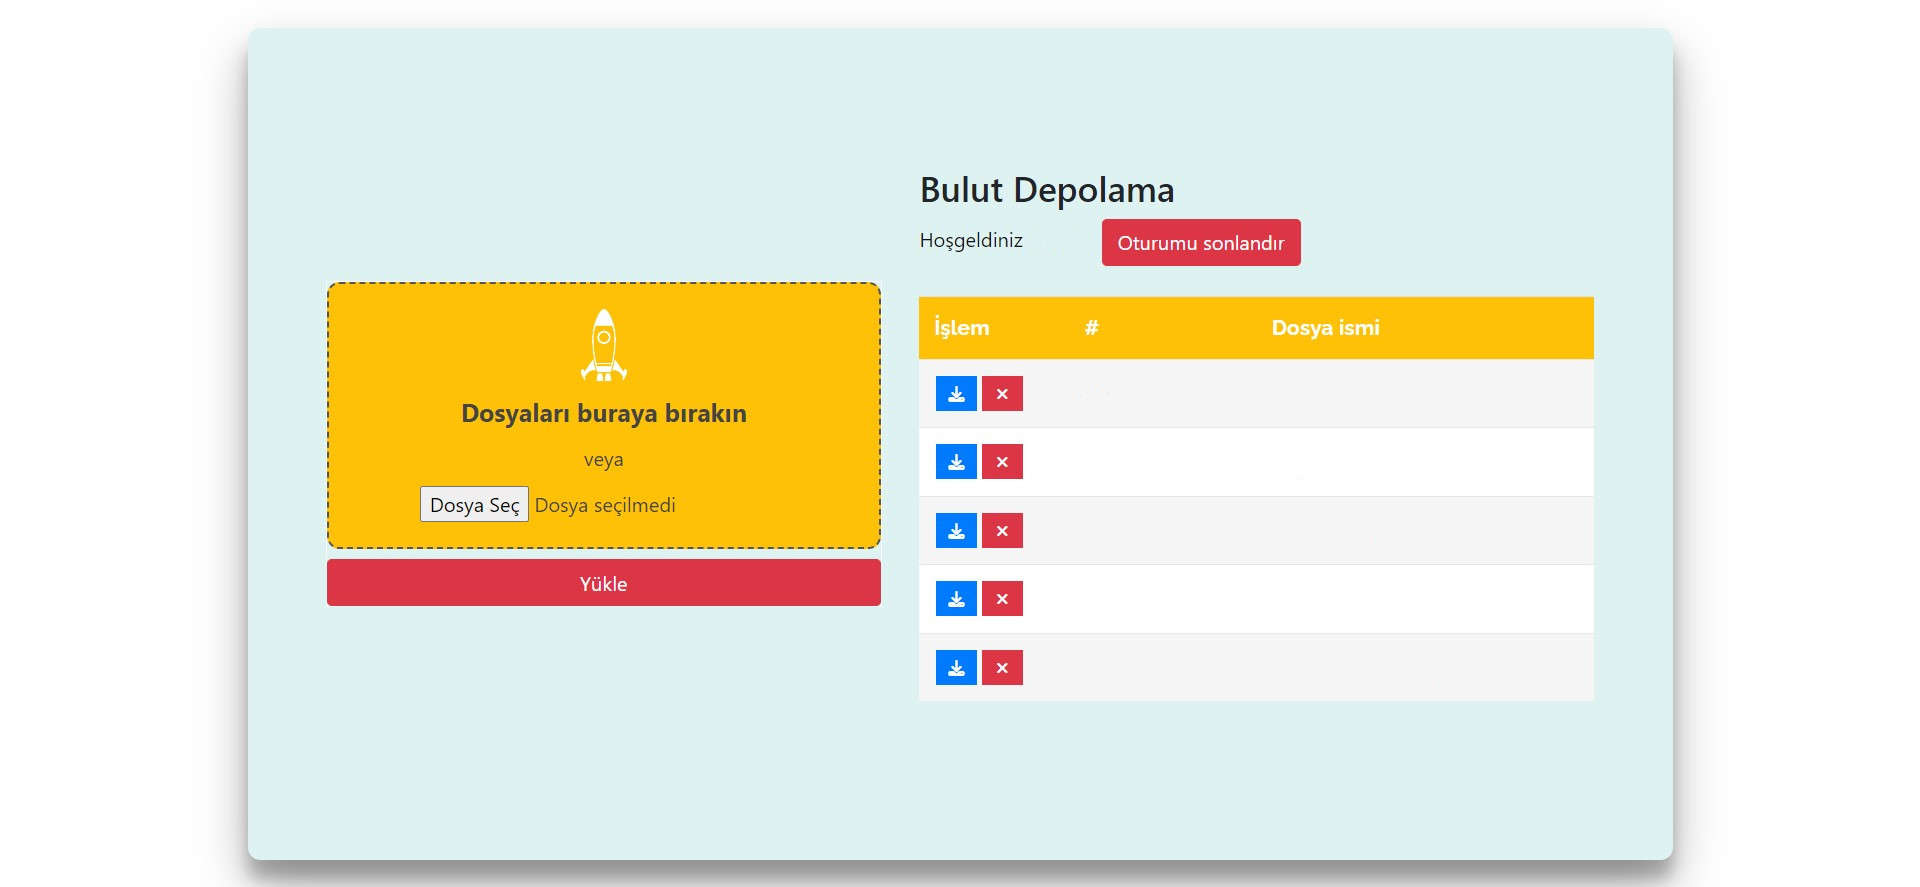 Bulut Depolama
Hoşgeldiniz
Oturumu sonlandır
Dosyaları buraya bırakın
veya
Dosya Seç Dosya seçilmedi
Yükle
İşlem # Dosya ismi